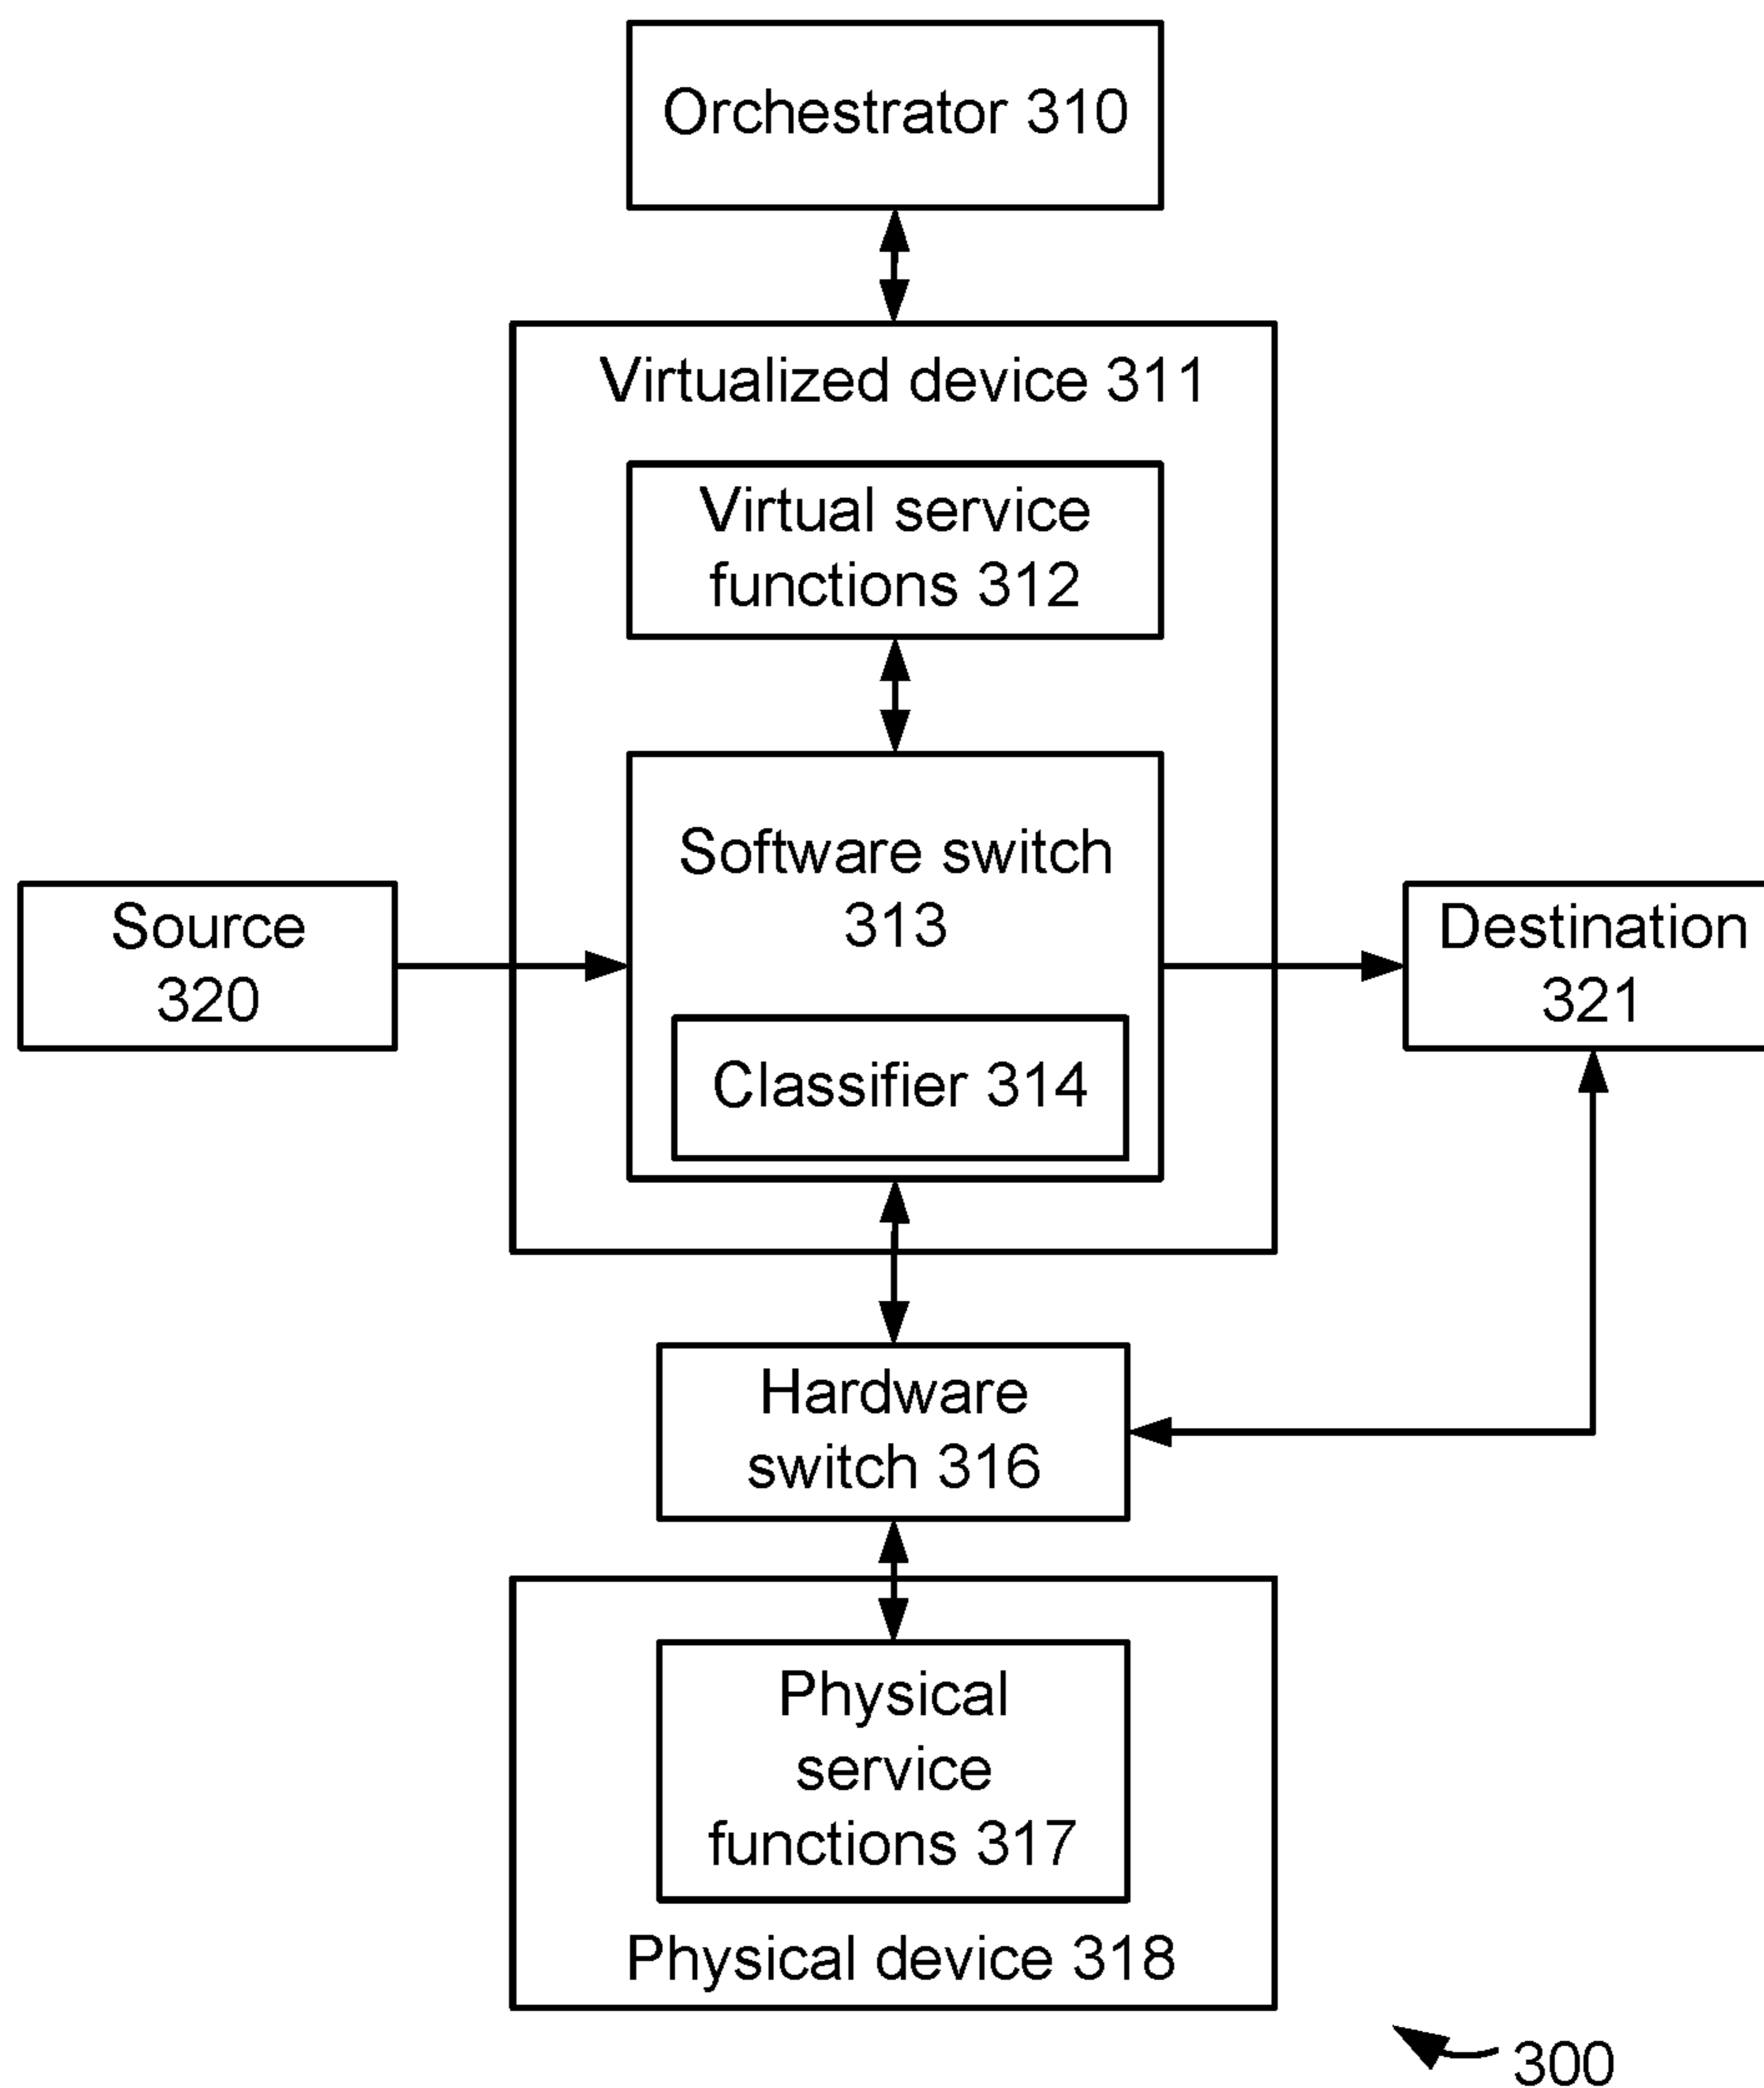 Orchestrator 310
Virtualized device 311
Virtual service
functions 312
Software switch
313
Source
320
Destination
321
Classifier 314
Hardware
switch 316
Physical
service
functions 317
Physical device 318
300